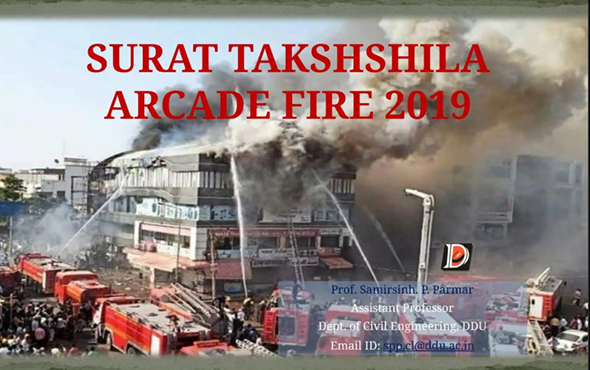 SURAT TAKSHSHILA
ARCADE FIRE 2019
Prof. Samirsinh. P. Parmar
Assistant Professor
Dept. of Civil Engineering, DDU
Email ID: spp.cl@ddu.ac.in